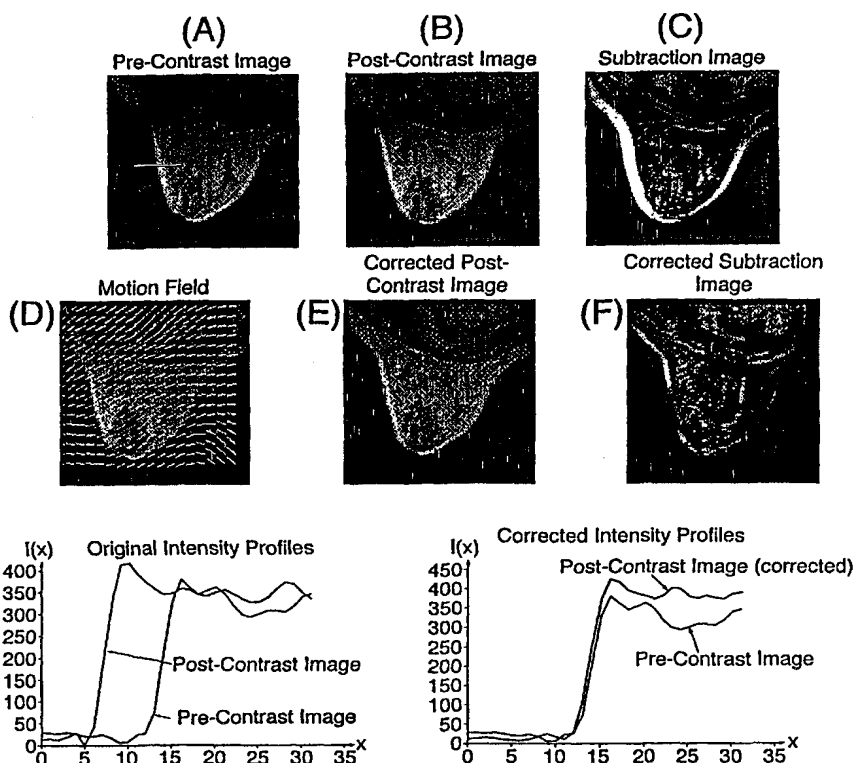 (A)
Pre-Contrast Image
(B)
Post-Contrast Image
(C)
Subtraction Image
(D)
Motion Field
(E)
Corrected Post-
Contrast Image
(F)
Corrected Subtraction
Image
I(x)
Original Intensity Profiles
400
350
300
250
200
150
100
50
0
Post-Contrast Image
Pre-Contrast Image
0 5 10 15 20 25 30 35 x
I(x)
Corrected Intensity Profiles
Post-Contrast Image (corrected)
450
400
350
300
250
200
150
100
50
0
Pre-Contrast Image
0 5 10 15 20 25 30 35 x